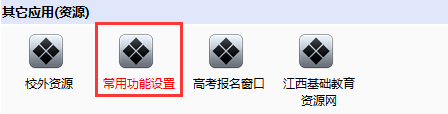 其它应用(资源)
校外资源
常用功能设置
高考报名窗口
江西基础教育
资源网